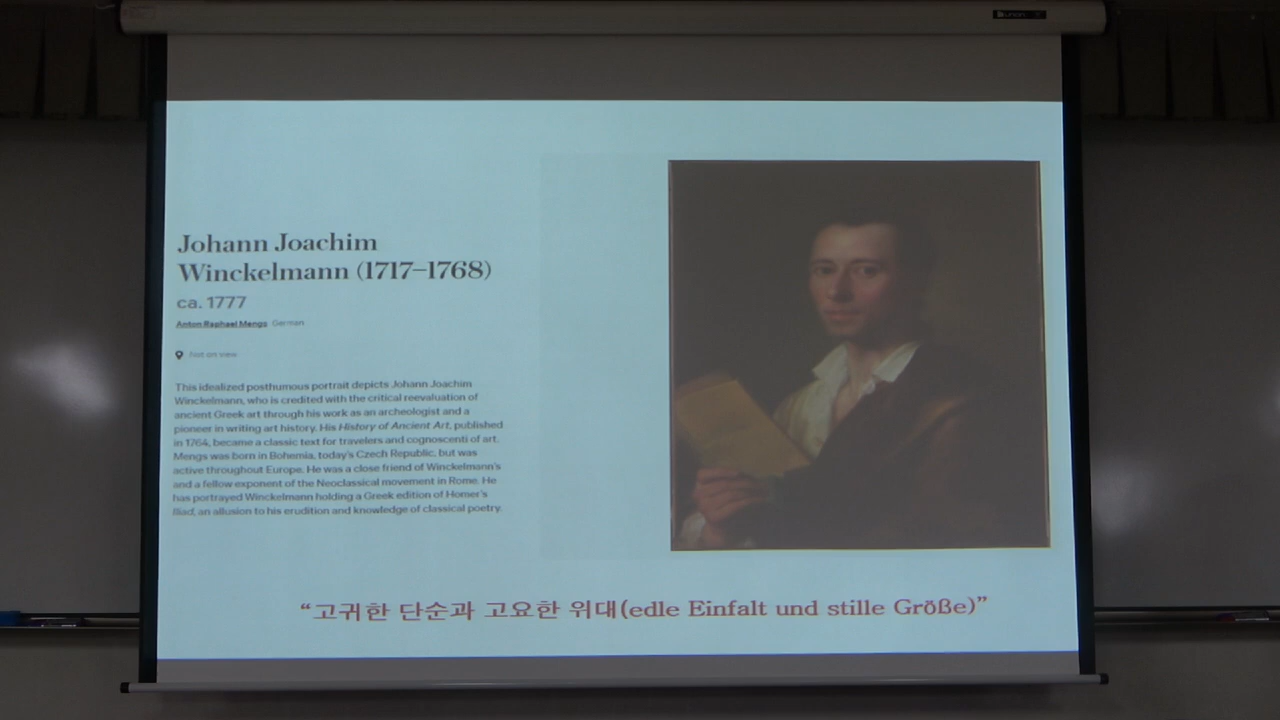 Johann Joachim
Winckelmann (1717–1768)
ca. 1777
Anton Raphael Mengs German
Not on view
This idealized posthumous portrait depicts Johann Joachim
Winckelmann, who is credited with the critical reevaluation of
ancient Greek art through his work as an archeologist and a
pioneer in writing art history. His History of Ancient Art, published
in 1764, became a classic text for travelers and cognoscenti of art.
Mengs was born in Bohemia, today's Czech Republic, but was
active throughout Europe. He was a close friend of Winckelmann's
and a fellow exponent of the Neoclassical movement in Rome. He
has portrayed Winckelmann holding a Greek edition of Homer's
Iliad, an allusion to his erudition and knowledge of classical poetry.
“고귀한 단순과 고요한 위대(edle Einfalt und stille Größe)”